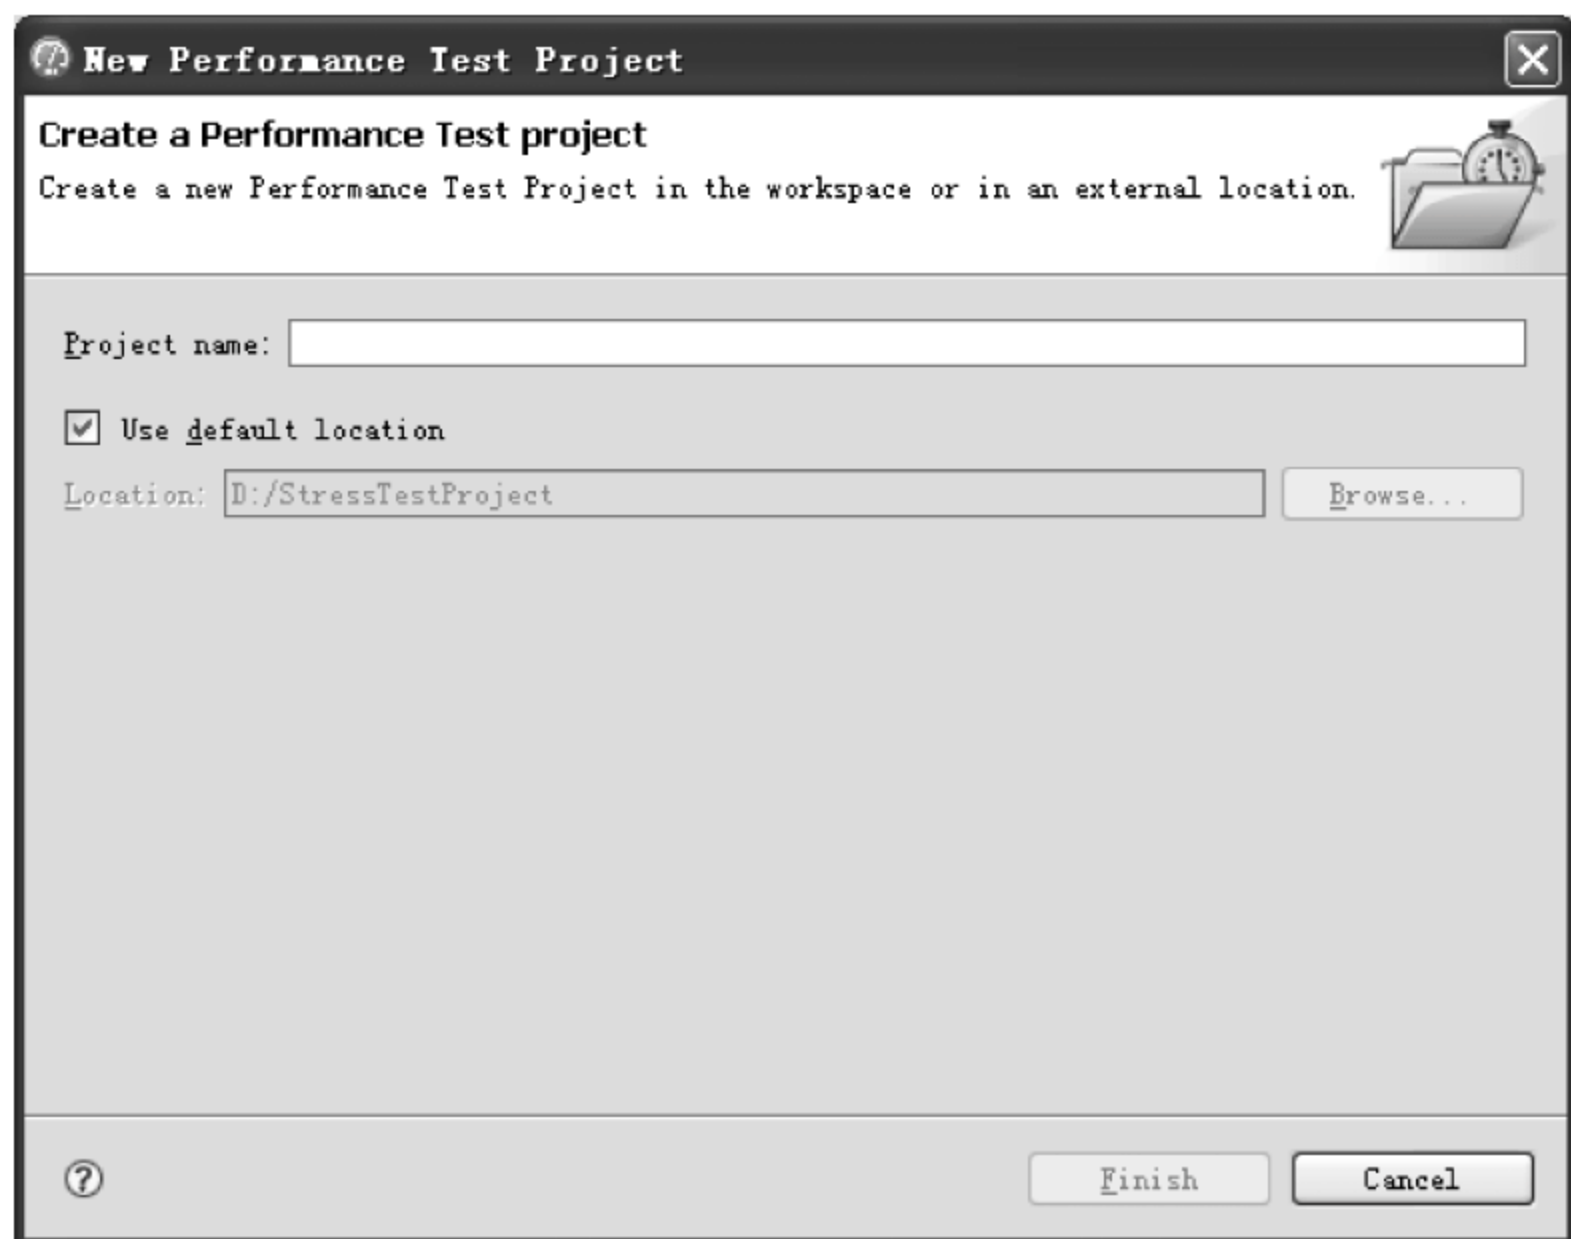 New Performance Test Project
Create a Performance Test project
Create a new Performance Test Project in the workspace or in an external location.
Project name:
Use default location
Location: D:/StressTestProject Browse...
? Finish Cancel